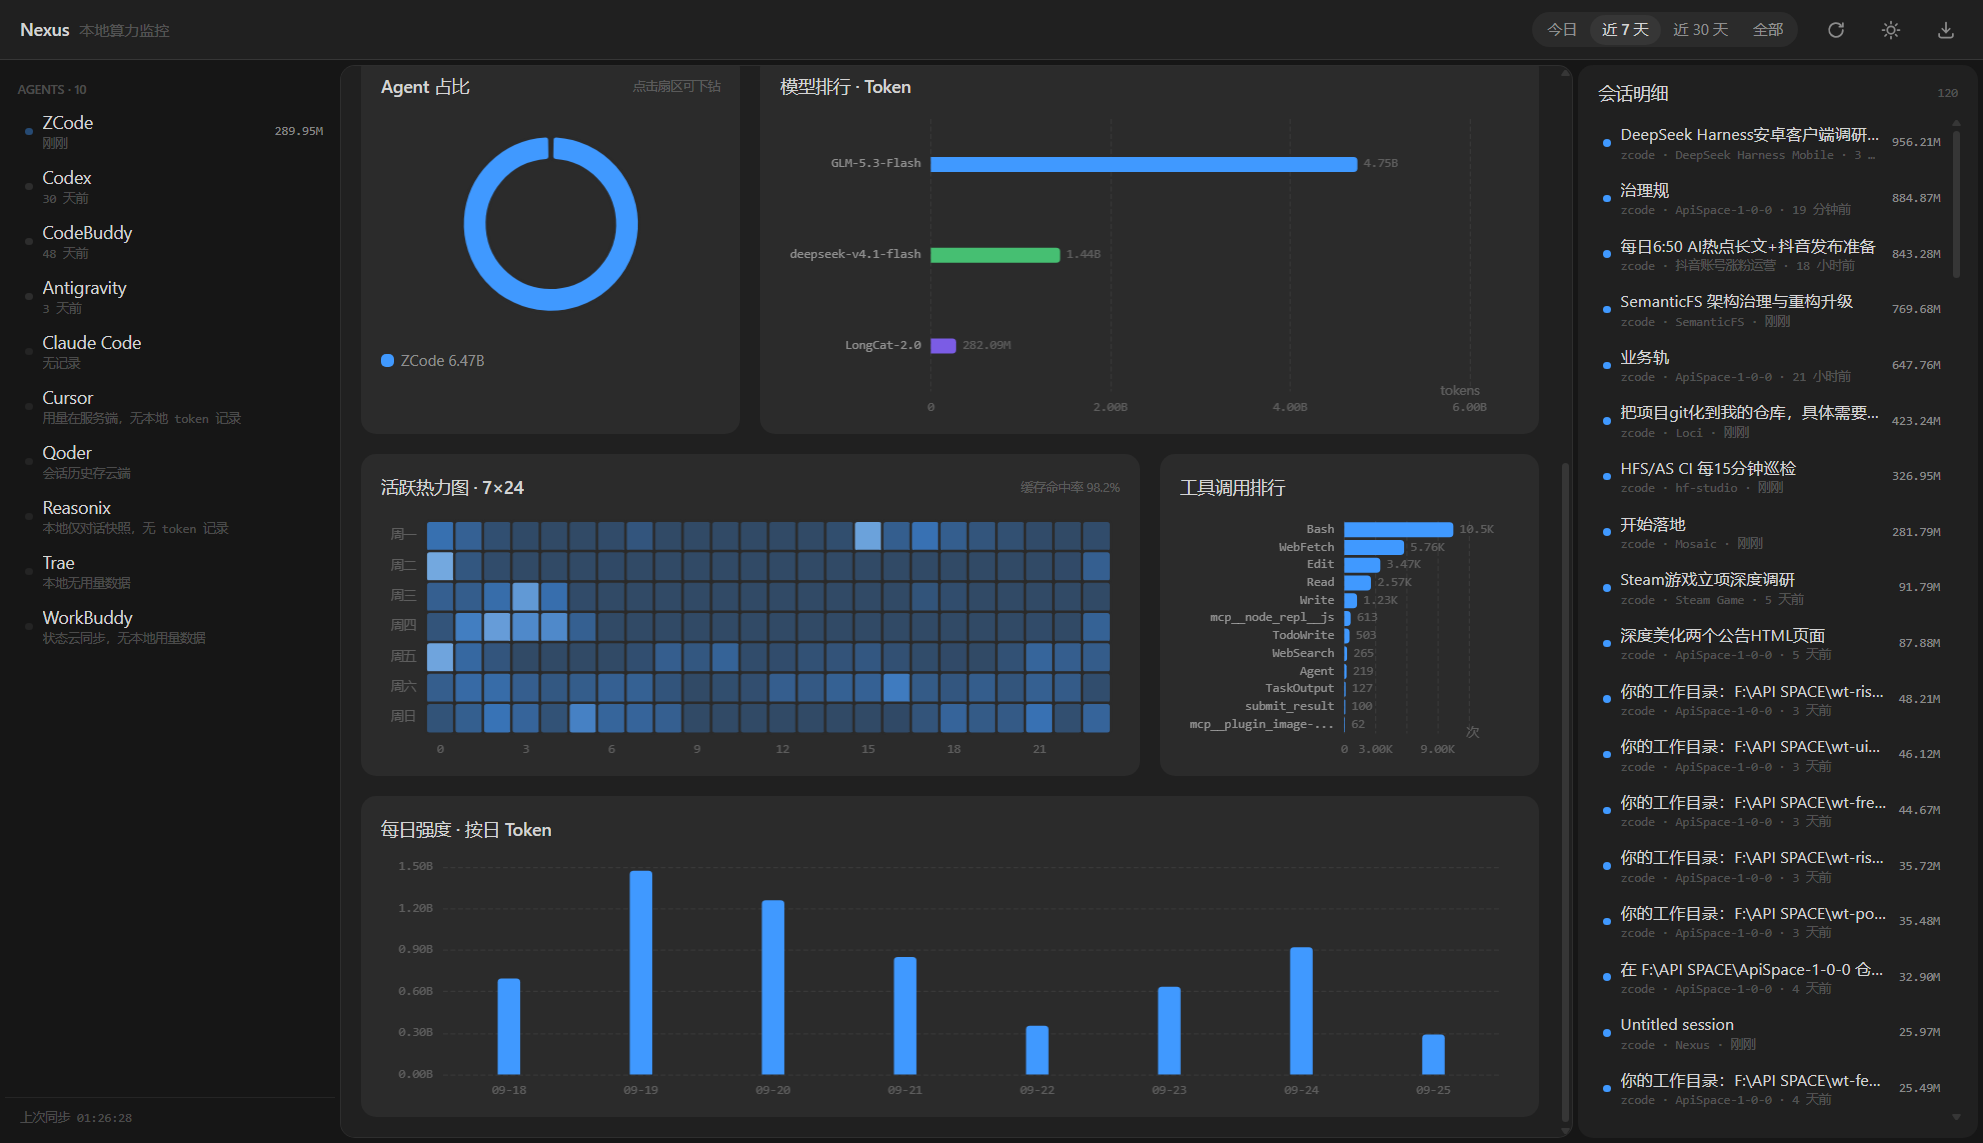 Nexus 本地算力监控
今日 近 7 天 近 30 天 全部
AGENTS · 10
ZCode
刚刚
289.95M
Codex
30 天前
CodeBuddy
48 天前
Antigravity
3 天前
Claude Code
无记录
Cursor
用量在服务端，无本地 token 记录
Qoder
会话历史存云端
Reasonix
本地仅对话快照，无 token 记录
Trae
本地无用量数据
WorkBuddy
状态云同步，无本地用量数据
上次同步 01:26:28
Agent 占比
点击扇区可下钻
ZCode 6.47B
模型排行 · Token
GLM-5.3-Flash 4.75B
deepseek-v4.1-flash 1.44B
LongCat-2.0 282.09M
tokens
0 2.00B 4.00B 6.00B
活跃热力图 · 7×24
缓存命中率 98.2%
周一
周二
周三
周四
周五
周六
周日
0 3 6 9 12 15 18 21
工具调用排行
Bash 10.5K
WebFetch 5.76K
Edit 3.47K
Read 2.57K
Write 1.23K
mcp__node_repl__js 613
TodoWrite 503
WebSearch 265
Agent 219
TaskOutput 127
submit_result 100
mcp__plugin_image-... 62
次
0 3.00K 9.00K
每日强度 · 按日 Token
1.50B
1.20B
0.90B
0.60B
0.30B
0.00B
09-18 09-19 09-20 09-21 09-22 09-23 09-24 09-25
会话明细
120
DeepSeek Harness安卓客户端调研...
zcode · DeepSeek Harness Mobile · 3 …
956.21M
治理规
zcode · ApiSpace-1-0-0 · 19 分钟前
884.87M
每日6:50 AI热点长文+抖音发布准备
zcode · 抖音账号涨粉运营 · 18 小时前
843.28M
SemanticFS 架构治理与重构升级
zcode · SemanticFS · 刚刚
769.68M
业务轨
zcode · ApiSpace-1-0-0 · 21 小时前
647.76M
把项目git化到我的仓库，具体需要...
zcode · Loci · 刚刚
423.24M
HFS/AS CI 每15分钟巡检
zcode · hf-studio · 刚刚
326.95M
开始落地
zcode · Mosaic · 刚刚
281.79M
Steam游戏立项深度调研
zcode · Steam Game · 5 天前
91.79M
深度美化两个公告HTML页面
zcode · ApiSpace-1-0-0 · 5 天前
87.88M
你的工作目录：F:\API SPACE\wt-ris...
zcode · ApiSpace-1-0-0 · 3 天前
48.21M
你的工作目录：F:\API SPACE\wt-ui...
zcode · ApiSpace-1-0-0 · 3 天前
46.12M
你的工作目录：F:\API SPACE\wt-fre...
zcode · ApiSpace-1-0-0 · 3 天前
44.67M
你的工作目录：F:\API SPACE\wt-ris...
zcode · ApiSpace-1-0-0 · 3 天前
35.72M
你的工作目录：F:\API SPACE\wt-po...
zcode · ApiSpace-1-0-0 · 3 天前
35.48M
在 F:\API SPACE\ApiSpace-1-0-0 仓...
zcode · ApiSpace-1-0-0 · 4 天前
32.90M
Untitled session
zcode · Nexus · 刚刚
25.97M
你的工作目录：F:\API SPACE\wt-fe...
zcode · ApiSpace-1-0-0 · 4 天前
25.49M